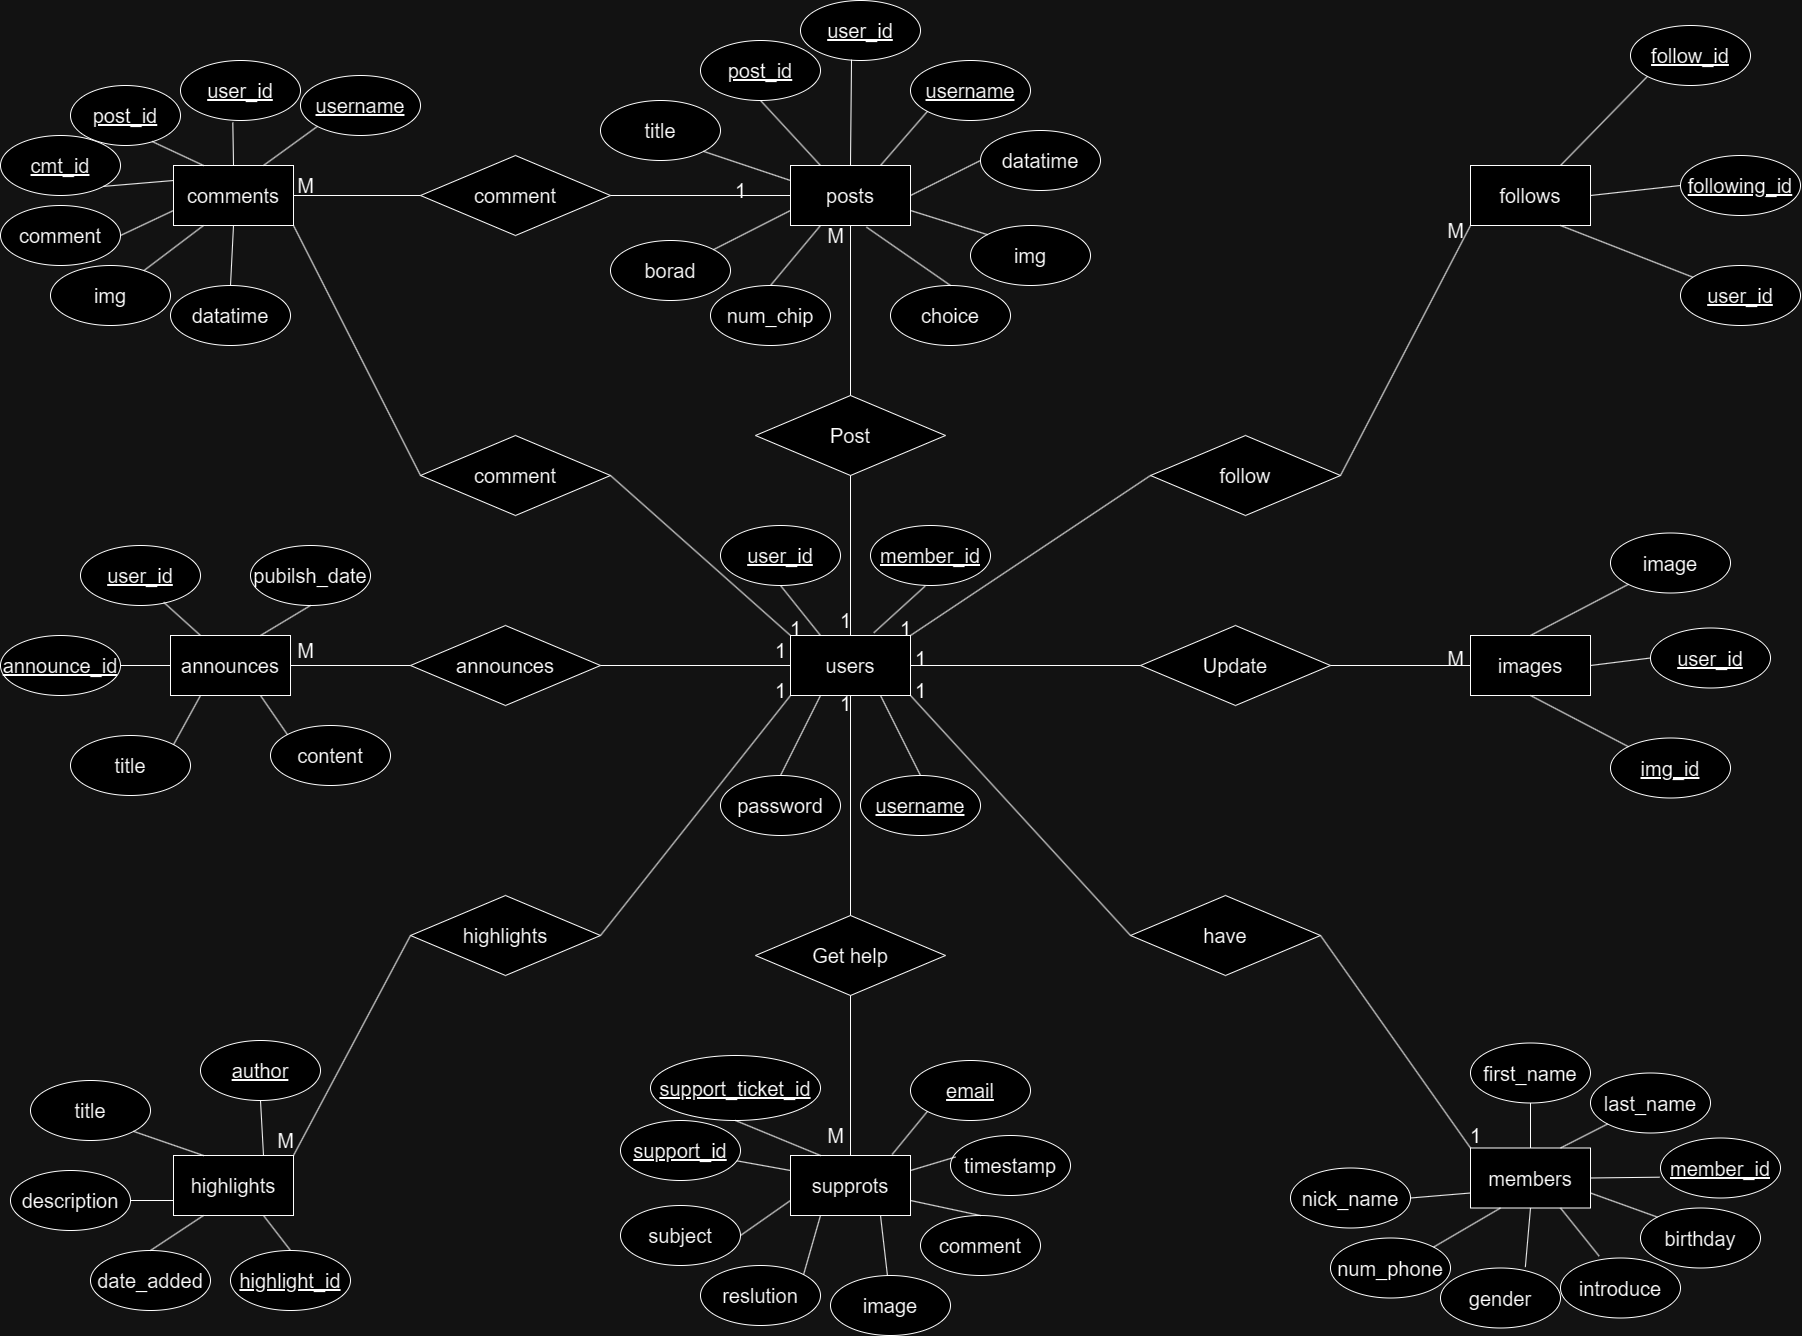 user_id
follow_id
post_id
user_id
username
username
post_id
title
datatime
cmt_id
following_id
comments
M
comment
1
posts
follows
comment
M
M
img
borad
img
user_id
datatime
num_chip
choice
Post
comment
follow
user_id
member_id
image
user_id
pubilsh_date
1
1
1
announce_id
announces
M
announces
1
users
1
Update
M
images
user_id
1
1
1
title
content
img_id
password
username
highlights
Get help
have
author
support_ticket_id
email
first_name
last_name
title
M
M
1
support_id
timestamp
member_id
description
highlights
supprots
members
nick_name
subject
comment
birthday
date_added
highlight_id
reslution
image
num_phone
gender
introduce